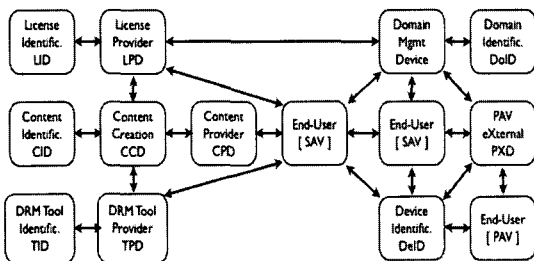 License
Identific.
LID
License
Provider
LPD
Domain
Mgmt
Device
Domain
Identific.
DoID
Content
Identific.
CID
Content
Creation
CCD
Content
Provider
CPD
End-User
[ SAV ]
End-User
[ SAV ]
PAV
eXternal
PXD
DRM Tool
Identific.
TID
DRM Tool
Provider
TPD
Device
Identific.
DeID
End-User
[ PAV ]